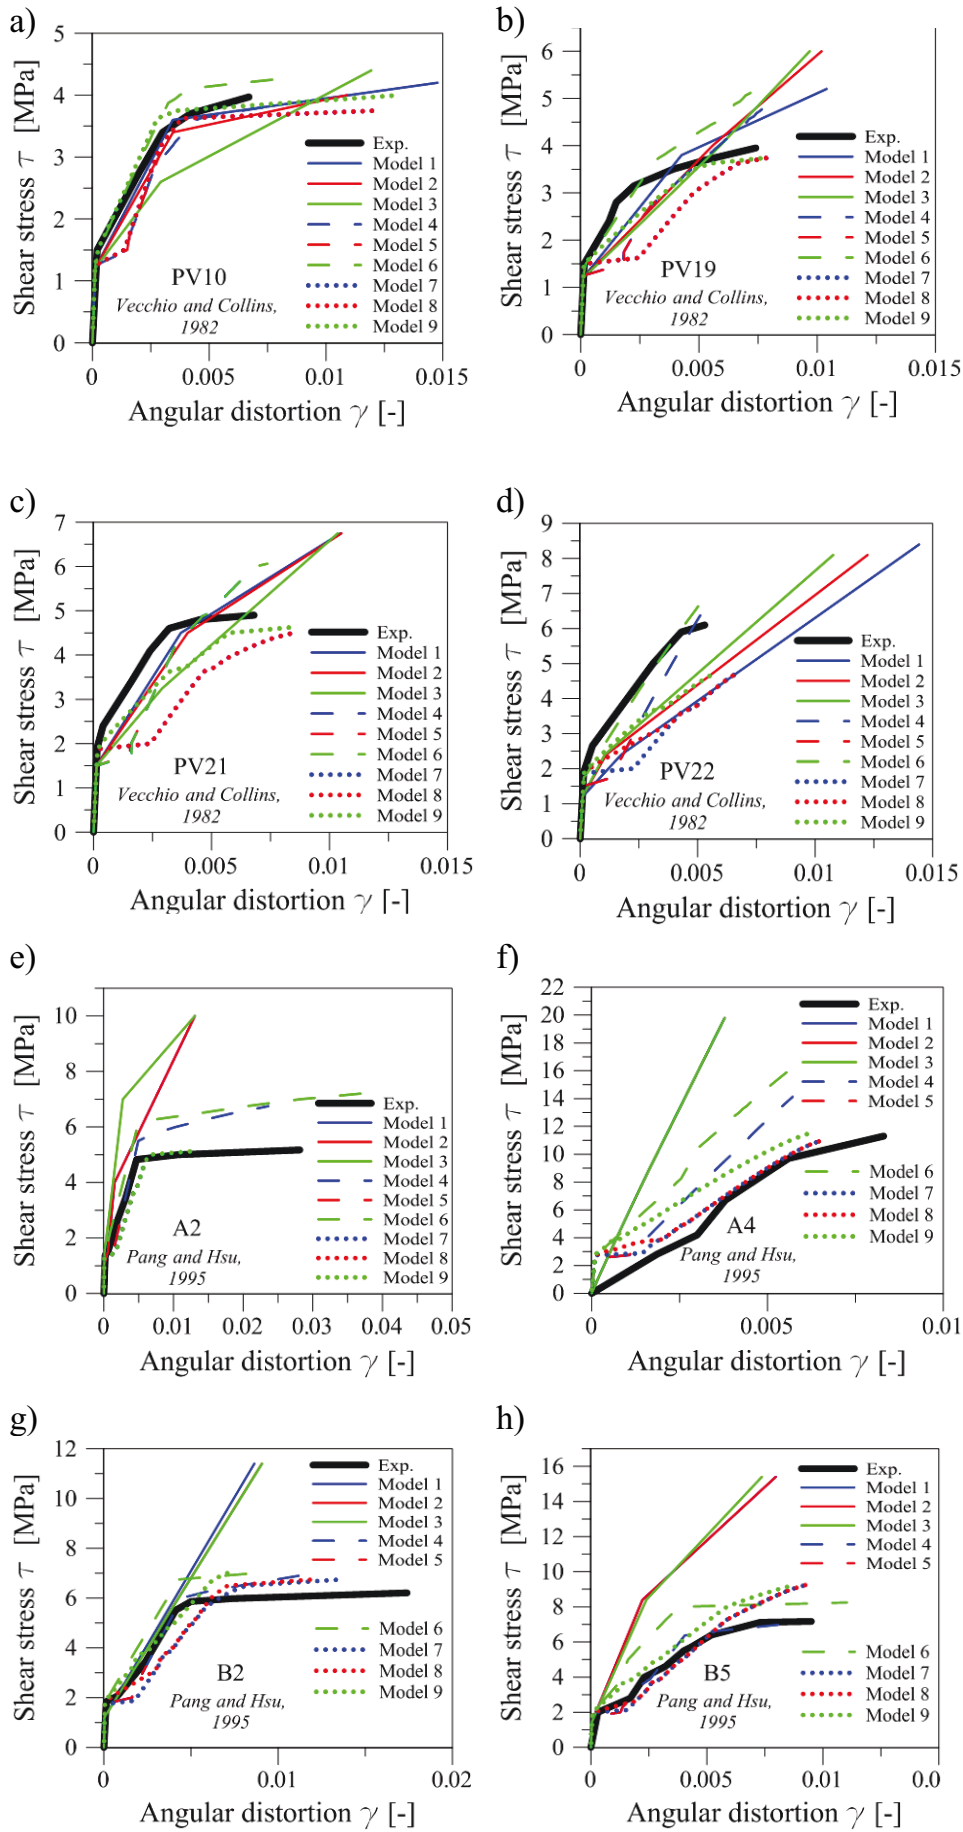 a)
Shear stress τ [MPa]
5
4
3
2
1
0
Exp.
Model 1
Model 2
Model 3
Model 4
Model 5
Model 6
Model 7
Model 8
Model 9
PV10
Vecchio and Collins,
1982
0 0.005 0.01 0.015
Angular distortion γ [-]
b)
Shear stress τ [MPa]
6
5
4
3
2
1
0
Exp.
Model 1
Model 2
Model 3
Model 4
Model 5
Model 6
Model 7
Model 8
Model 9
PV19
Vecchio and Collins,
1982
0 0.005 0.01 0.015
Angular distortion γ [-]
c)
Shear stress τ [MPa]
7
6
5
4
3
2
1
0
Exp.
Model 1
Model 2
Model 3
Model 4
Model 5
Model 6
Model 7
Model 8
Model 9
PV21
Vecchio and Collins,
1982
0 0.005 0.01 0.015
Angular distortion γ [-]
d)
Shear stress τ [MPa]
9
8
7
6
5
4
3
2
1
0
Exp.
Model 1
Model 2
Model 3
Model 4
Model 5
Model 6
Model 7
Model 8
Model 9
PV22
Vecchio and Collins,
1982
0 0.005 0.01 0.015
Angular distortion γ [-]
e)
Shear stress τ [MPa]
10
8
6
4
2
0
Exp.
Model 1
Model 2
Model 3
Model 4
Model 5
Model 6
Model 7
Model 8
Model 9
A2
Pang and Hsu,
1995
0 0.01 0.02 0.03 0.04 0.05
Angular distortion γ [-]
f)
Shear stress τ [MPa]
22
20
18
16
14
12
10
8
6
4
2
0
Exp.
Model 1
Model 2
Model 3
Model 4
Model 5
Model 6
Model 7
Model 8
Model 9
A4
Pang and Hsu,
1995
0 0.005 0.01
Angular distortion γ [-]
g)
Shear stress τ [MPa]
12
10
8
6
4
2
0
Exp.
Model 1
Model 2
Model 3
Model 4
Model 5
Model 6
Model 7
Model 8
Model 9
B2
Pang and Hsu,
1995
0 0.01 0.02
Angular distortion γ [-]
h)
Shear stress τ [MPa]
16
14
12
10
8
6
4
2
0
Exp.
Model 1
Model 2
Model 3
Model 4
Model 5
Model 6
Model 7
Model 8
Model 9
B5
Pang and Hsu,
1995
0 0.005 0.01 0.0
Angular distortion γ [-]